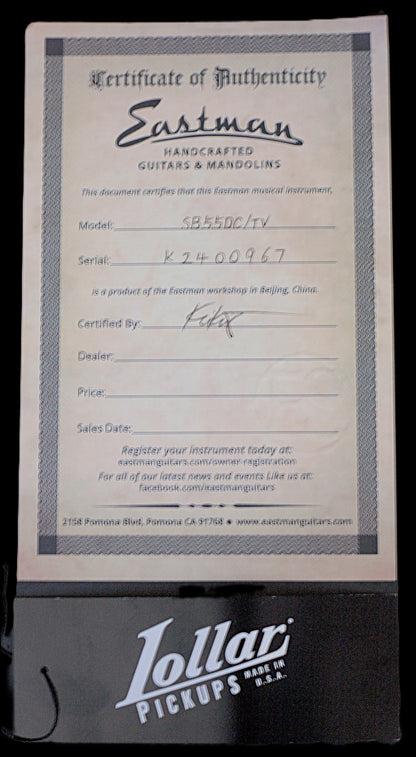 Certificate of Authenticity
Eastman
HANDCRAFTED
GUITARS & MANDOLINS
This document certifies that this Eastman musical instrument,
Model: SB55DC/TV
Serial: K2400967
is a product of the Eastman workshop in Beijing, China.
Certified By:
Dealer:
Price:
Sales Date:
Register your instrument today at:
eastmanguitars.com/owner-registration
For all of our latest news and events Like us at:
facebook.com/eastmanguitars
2158 Pomona Blvd, Pomona CA 91768 • www.eastmanguitars.com
Lollar
PICKUPS MADE IN
U.S.A.